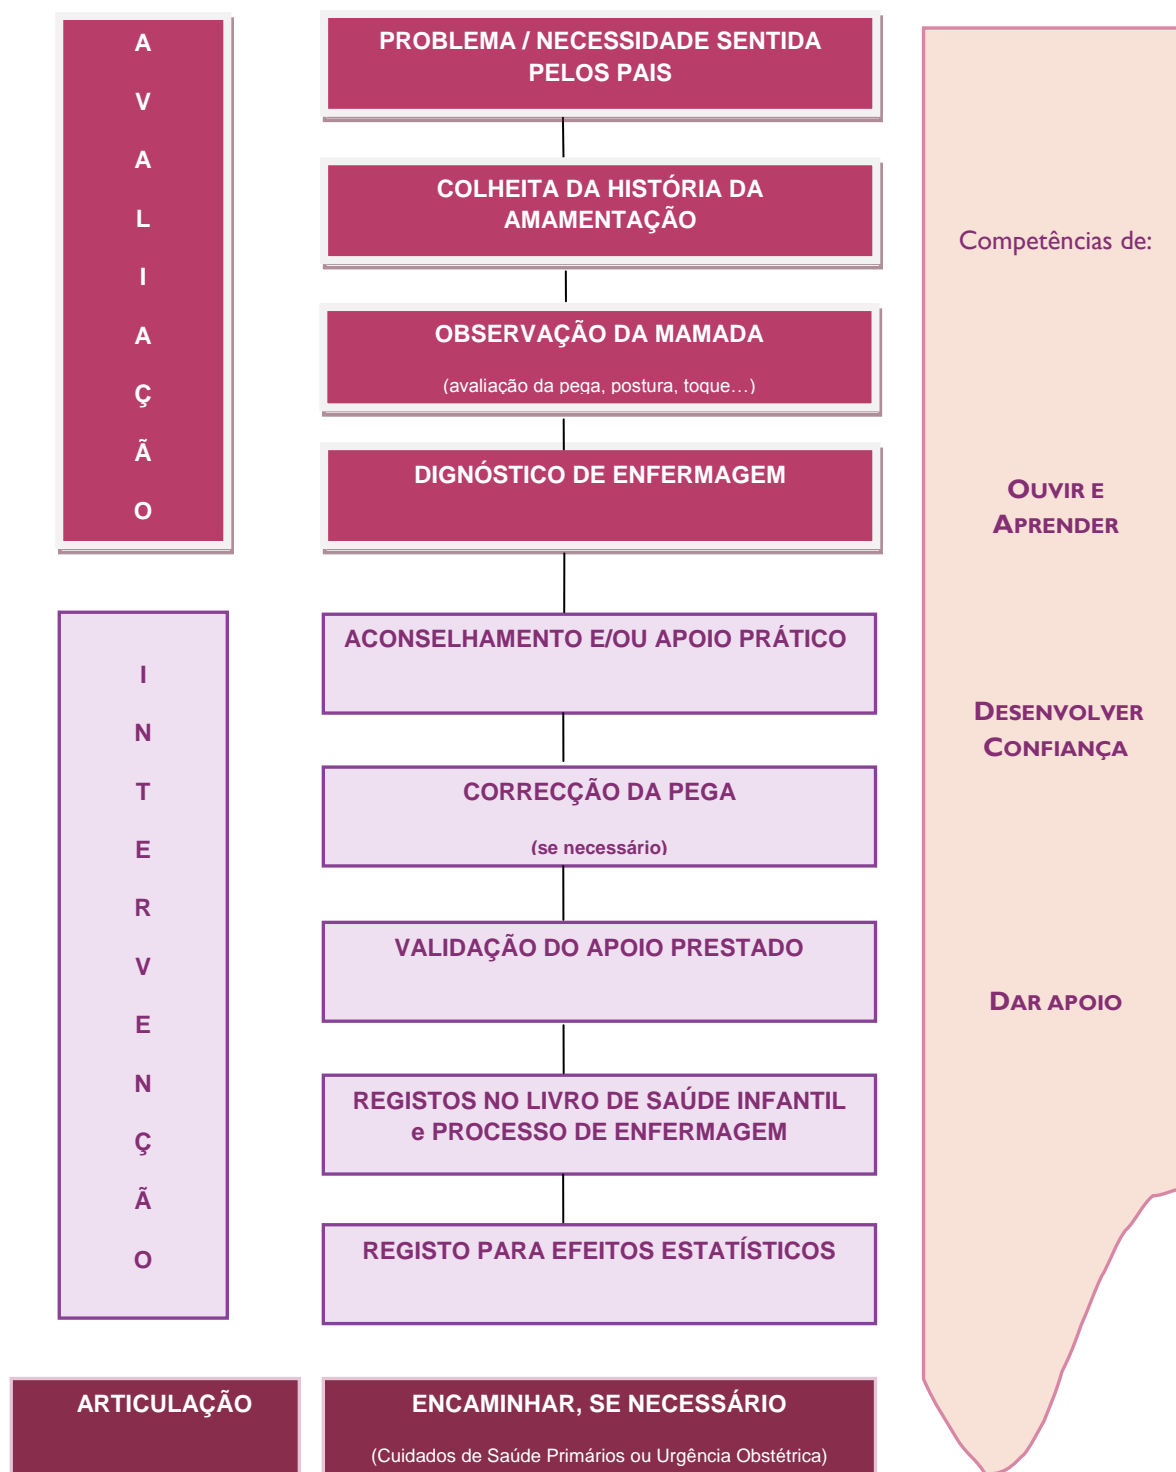 AVALIAÇÃO
PROBLEMA / NECESSIDADE SENTIDA
PELOS PAIS
COLHEITA DA HISTÓRIA DA
AMAMENTAÇÃO
OBSERVAÇÃO DA MAMADA
(avaliação da pega, postura, toque…)
DIGNÓSTICO DE ENFERMAGEM
INTERVENÇÃO
ACONSELHAMENTO E/OU APOIO PRÁTICO
CORRECÇÃO DA PEGA
(se necessário)
VALIDAÇÃO DO APOIO PRESTADO
REGISTOS NO LIVRO DE SAÚDE INFANTIL
e PROCESSO DE ENFERMAGEM
REGISTO PARA EFEITOS ESTATÍSTICOS
ARTICULAÇÃO
ENCAMINHAR, SE NECESSÁRIO
(Cuidados de Saúde Primários ou Urgência Obstétrica)
Competências de:
OUVIR E
APRENDER
DESENVOLVER
CONFIANÇA
DAR APOIO